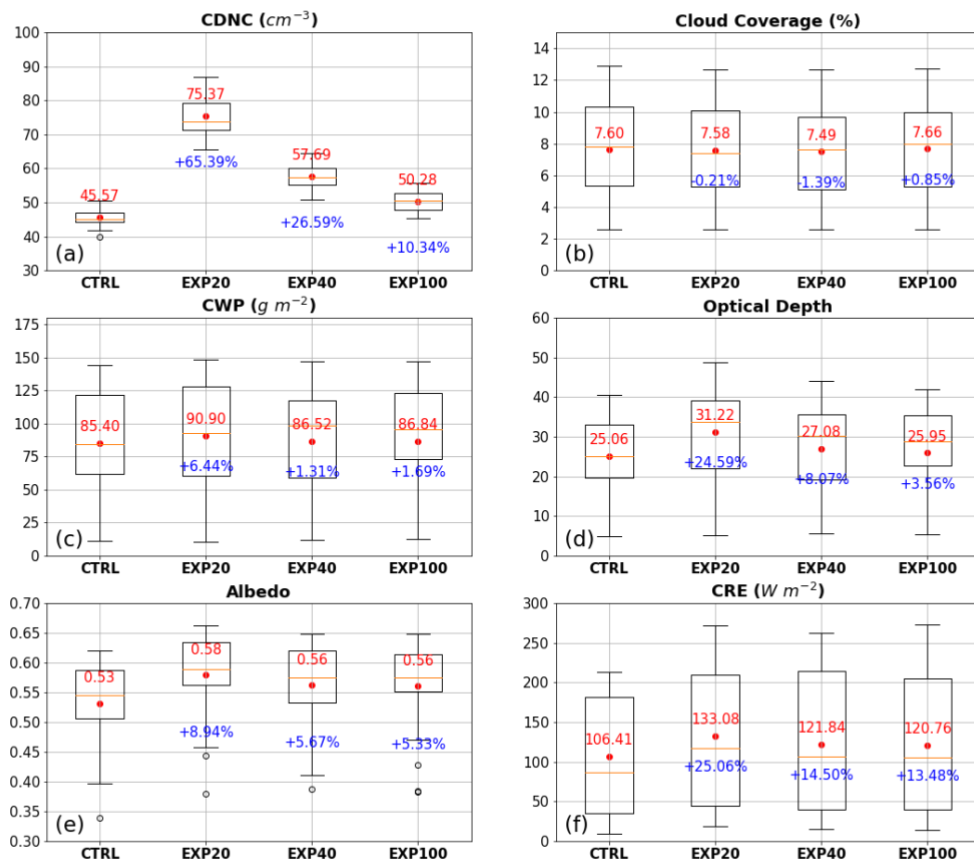 CDNC (cm⁻³)
100
90
80
70
60
50
40
30
75.37
+65.39%
57.69
+26.59%
45.57
50.28
+10.34%
(a)
CTRL EXP20 EXP40 EXP100
Cloud Coverage (%)
14
12
10
8
6
4
2
0
7.60 7.58 7.49 7.66
-0.21% -1.39% +0.85%
(b)
CTRL EXP20 EXP40 EXP100
CWP (g m⁻²)
175
150
125
100
75
50
25
0
85.40 90.90 86.52 86.84
+6.44% +1.31% +1.69%
(c)
CTRL EXP20 EXP40 EXP100
Optical Depth
60
50
40
30
20
10
0
25.06 31.22 27.08 25.95
+24.59% +8.07% +3.56%
(d)
CTRL EXP20 EXP40 EXP100
Albedo
0.70
0.65
0.60
0.55
0.50
0.45
0.40
0.35
0.30
0.53 0.58 0.56 0.56
+8.94% +5.67% +5.33%
(e)
CTRL EXP20 EXP40 EXP100
CRE (W m⁻²)
300
250
200
150
100
50
0
106.41 133.08 121.84 120.76
+25.06% +14.50% +13.48%
(f)
CTRL EXP20 EXP40 EXP100